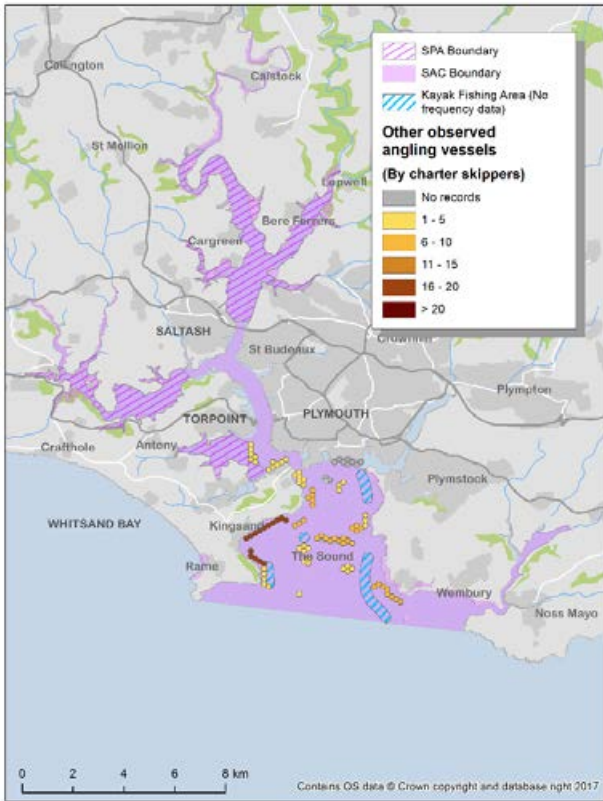 SPA Boundary
SAC Boundary
Kayak Fishing Area (No
frequency data)
Other observed
angling vessels
(By charter skippers)
No records
1 - 5
6 - 10
11 - 15
16 - 20
> 20
Callington
Calstock
St Mellion
Lopwell
Bere Ferrers
Cargreen
SALTASH
St Budeaux
Crownhill
Plympton
TORPOINT
PLYMOUTH
Crafthole
Antony
Plymstock
WHITSAND BAY
Kingsand
The Sound
Rame
Wembury
Noss Mayo
0 2 4 8 km
Contains OS data © Crown copyright and database right 2017